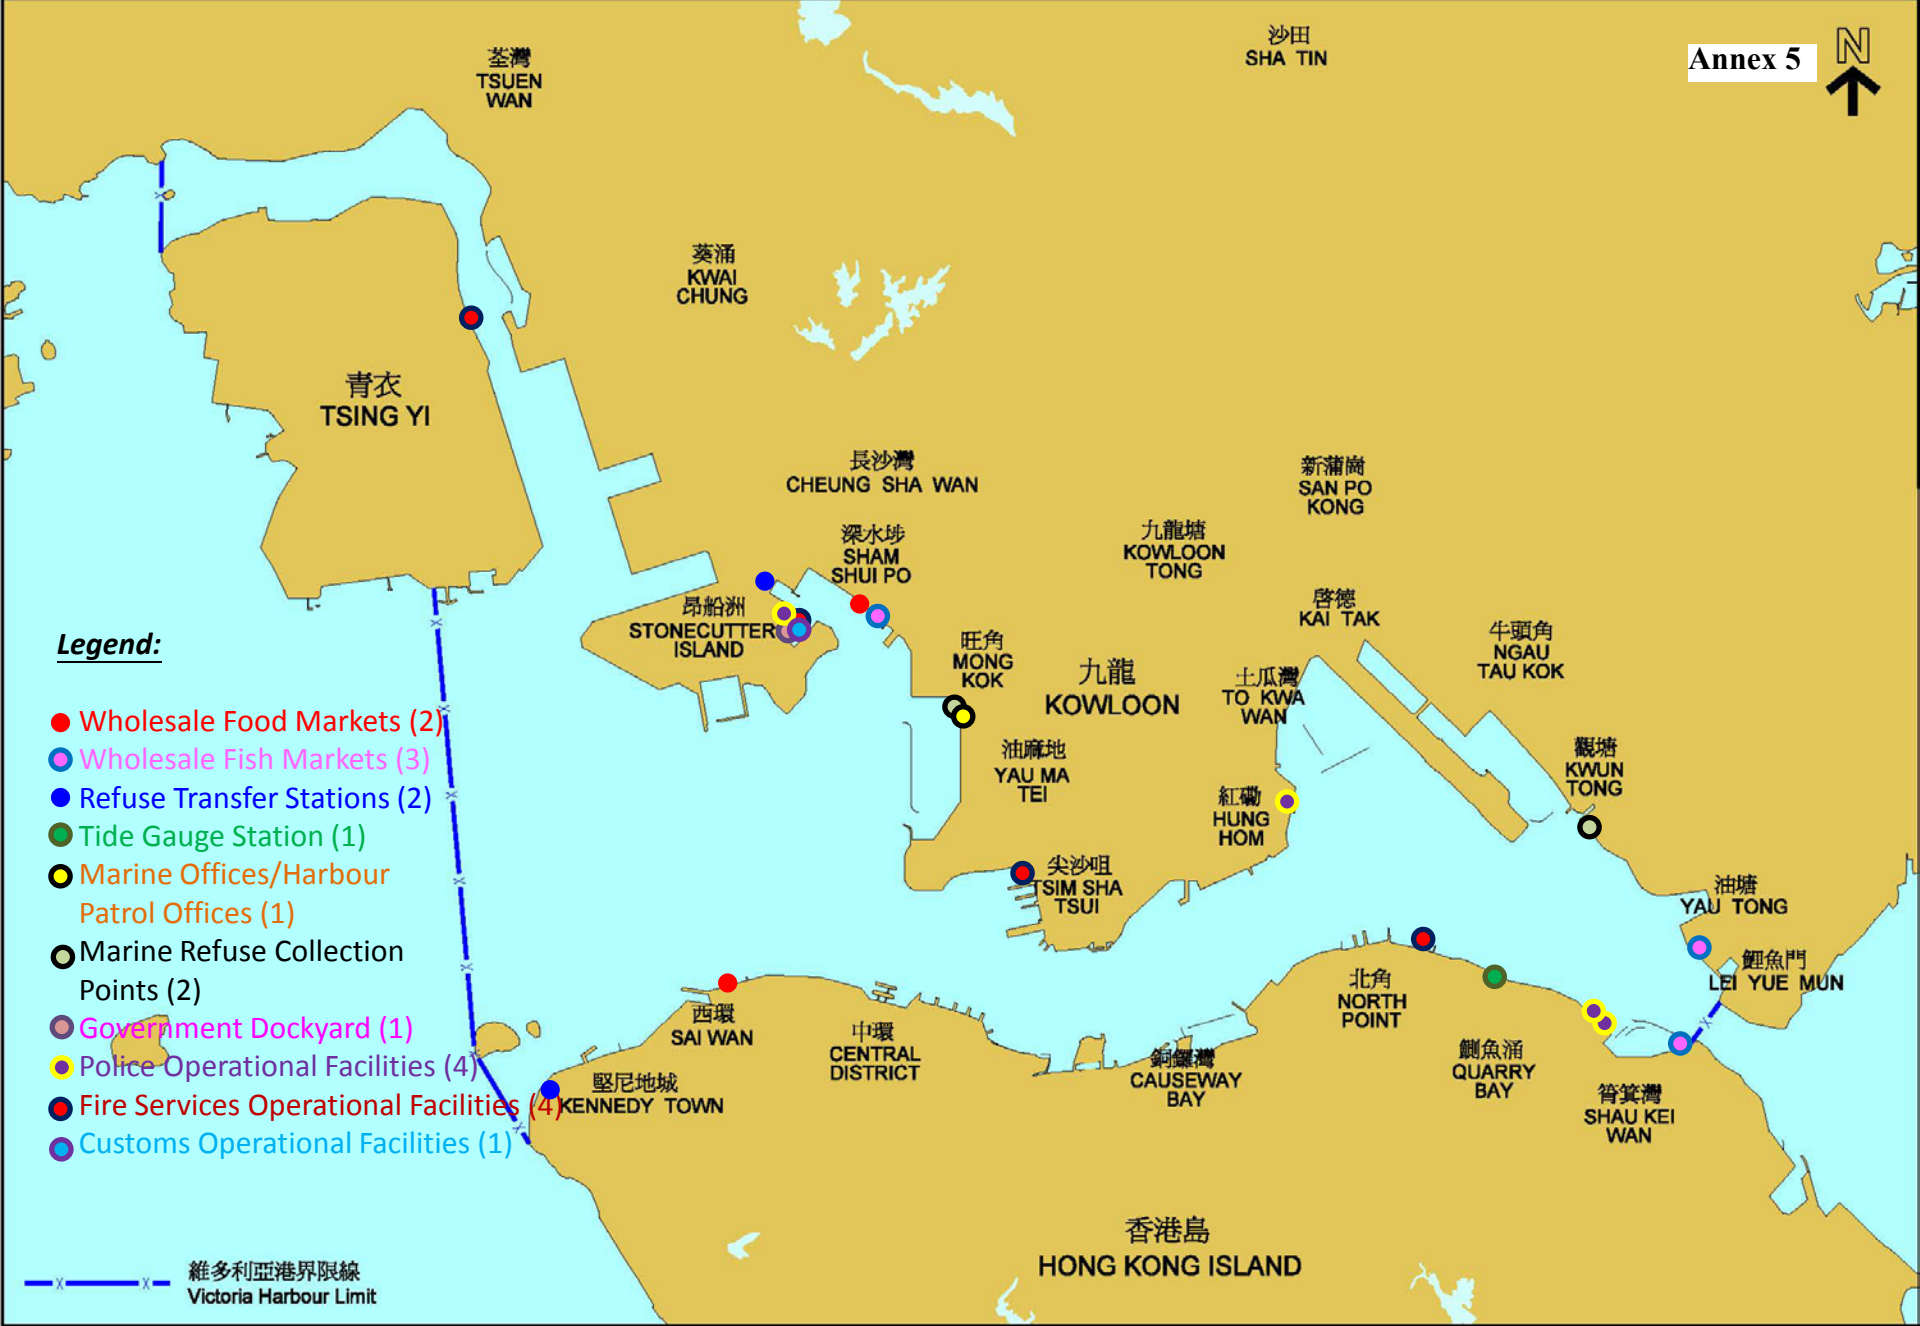 沙田
SHA TIN
Annex 5
N
荃灣
TSUEN
WAN
葵涌
KWAI
CHUNG
青衣
TSING YI
長沙灣
CHEUNG SHA WAN
新蒲崗
SAN PO
KONG
九龍塘
KOWLOON
TONG
深水埗
SHAM
SHUI PO
昂船洲
STONECUTTER
ISLAND
啓德
KAI TAK
牛頭角
NGAU
TAU KOK
旺角
MONG
KOK
九龍
KOWLOON
土瓜灣
TO KWA
WAN
油麻地
YAU MA
TEI
觀塘
KWUN
TONG
紅磡
HUNG
HOM
尖沙咀
TSIM SHA
TSUI
油塘
YAU TONG
鯉魚門
LEI YUE MUN
北角
NORTH
POINT
西環
SAI WAN
中環
CENTRAL
DISTRICT
銅鑼灣
CAUSEWAY
BAY
鰂魚涌
QUARRY
BAY
筲箕灣
SHAU KEI
WAN
堅尼地城
KENNEDY TOWN
香港島
HONG KONG ISLAND
Legend:
Wholesale Food Markets (2)
Wholesale Fish Markets (3)
Refuse Transfer Stations (2)
Tide Gauge Station (1)
Marine Offices/Harbour
Patrol Offices (1)
Marine Refuse Collection
Points (2)
Government Dockyard (1)
Police Operational Facilities (4)
Fire Services Operational Facilities (4)
Customs Operational Facilities (1)
維多利亞港界限線
Victoria Harbour Limit